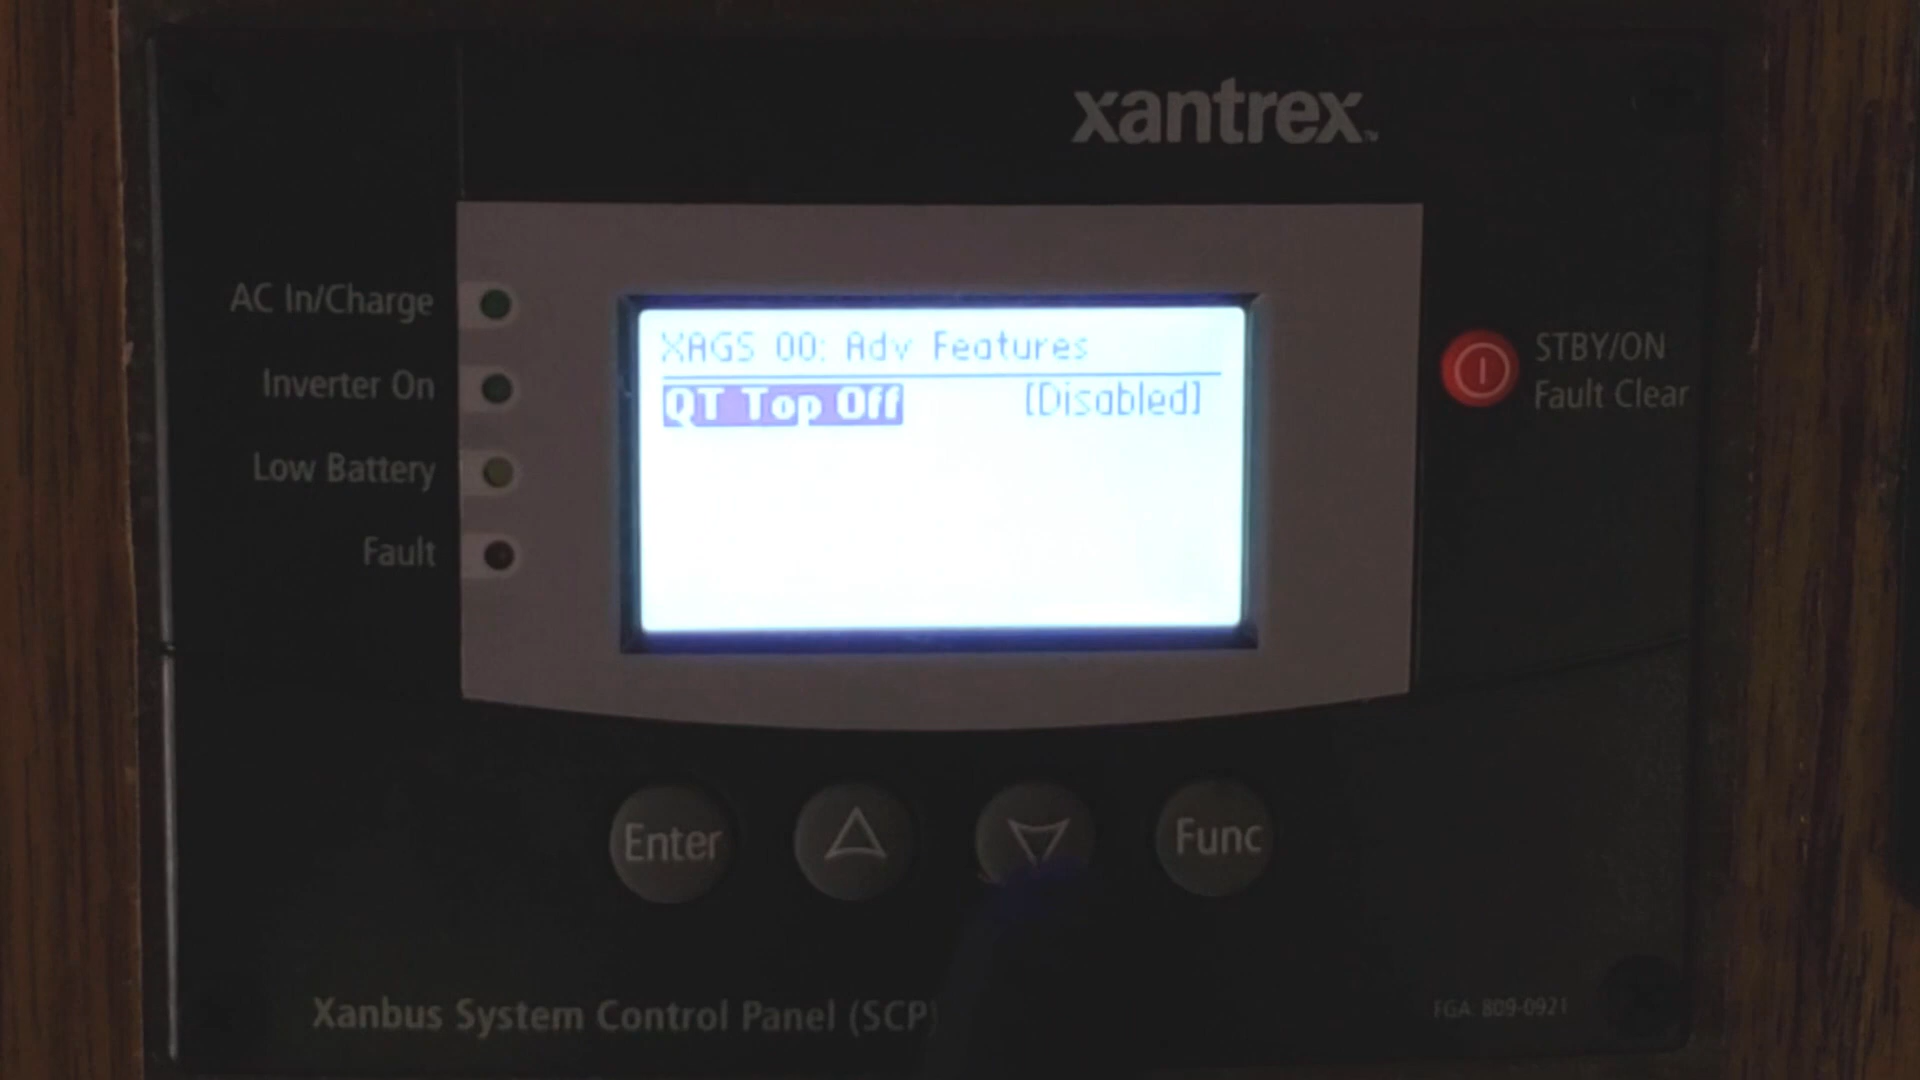 xantrex™
AC In/Charge
Inverter On
Low Battery
Fault
XAGS 00: Adv Features
QT Top Off [Disabled]
STBY/ON
Fault Clear
Enter
Func
Xanbus System Control Panel (SCP)
FGA: 809-0921